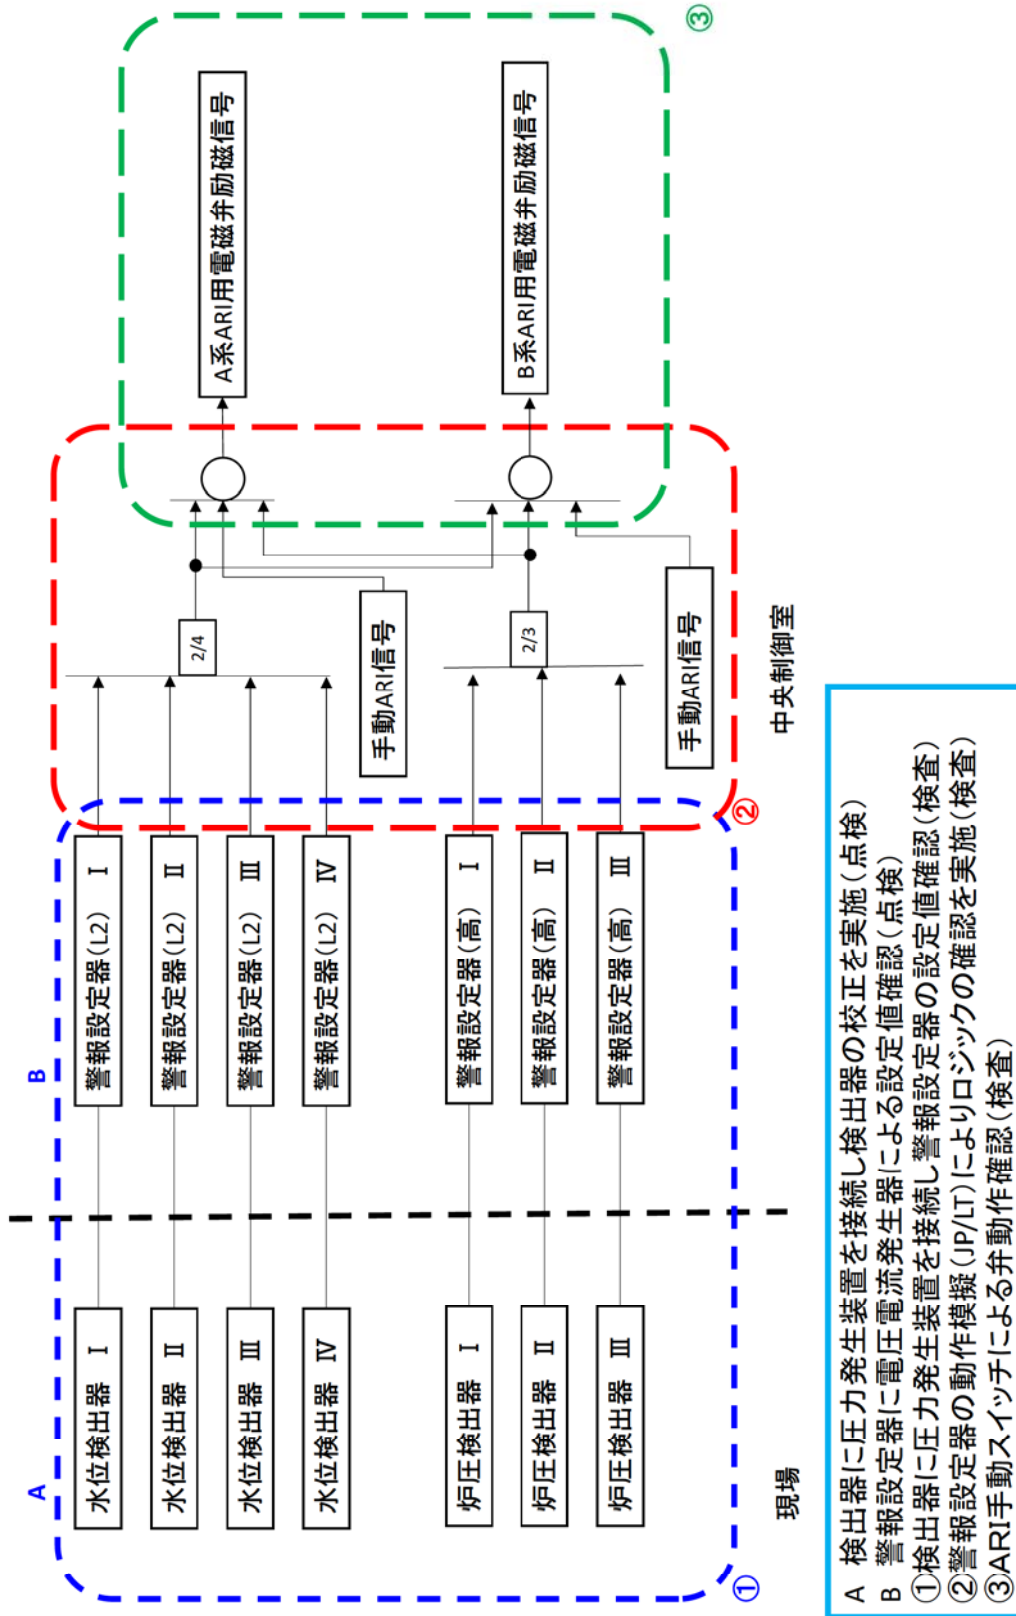 A
B
水位検出器 Ⅰ
警報設定器(L2) Ⅰ
水位検出器 Ⅱ
警報設定器(L2) Ⅱ
水位検出器 Ⅲ
警報設定器(L2) Ⅲ
水位検出器 Ⅳ
警報設定器(L2) Ⅳ
2/4
手動ARI信号
A系ARI用電磁弁励磁信号
炉圧検出器 Ⅰ
警報設定器(高) Ⅰ
炉圧検出器 Ⅱ
警報設定器(高) Ⅱ
炉圧検出器 Ⅲ
警報設定器(高) Ⅲ
2/3
手動ARI信号
B系ARI用電磁弁励磁信号
①
②
③
現場
中央制御室
A 検出器に圧力発生装置を接続し検出器の校正を実施(点検)
B 警報設定器に電圧電流発生器による設定値確認(点検)
①検出器に圧力発生装置を接続し警報設定器の設定値確認(検査)
②警報設定器の動作模擬(JP/LT)によりロジックの確認を実施(検査)
③ARI手動スイッチによる弁動作確認(検査)